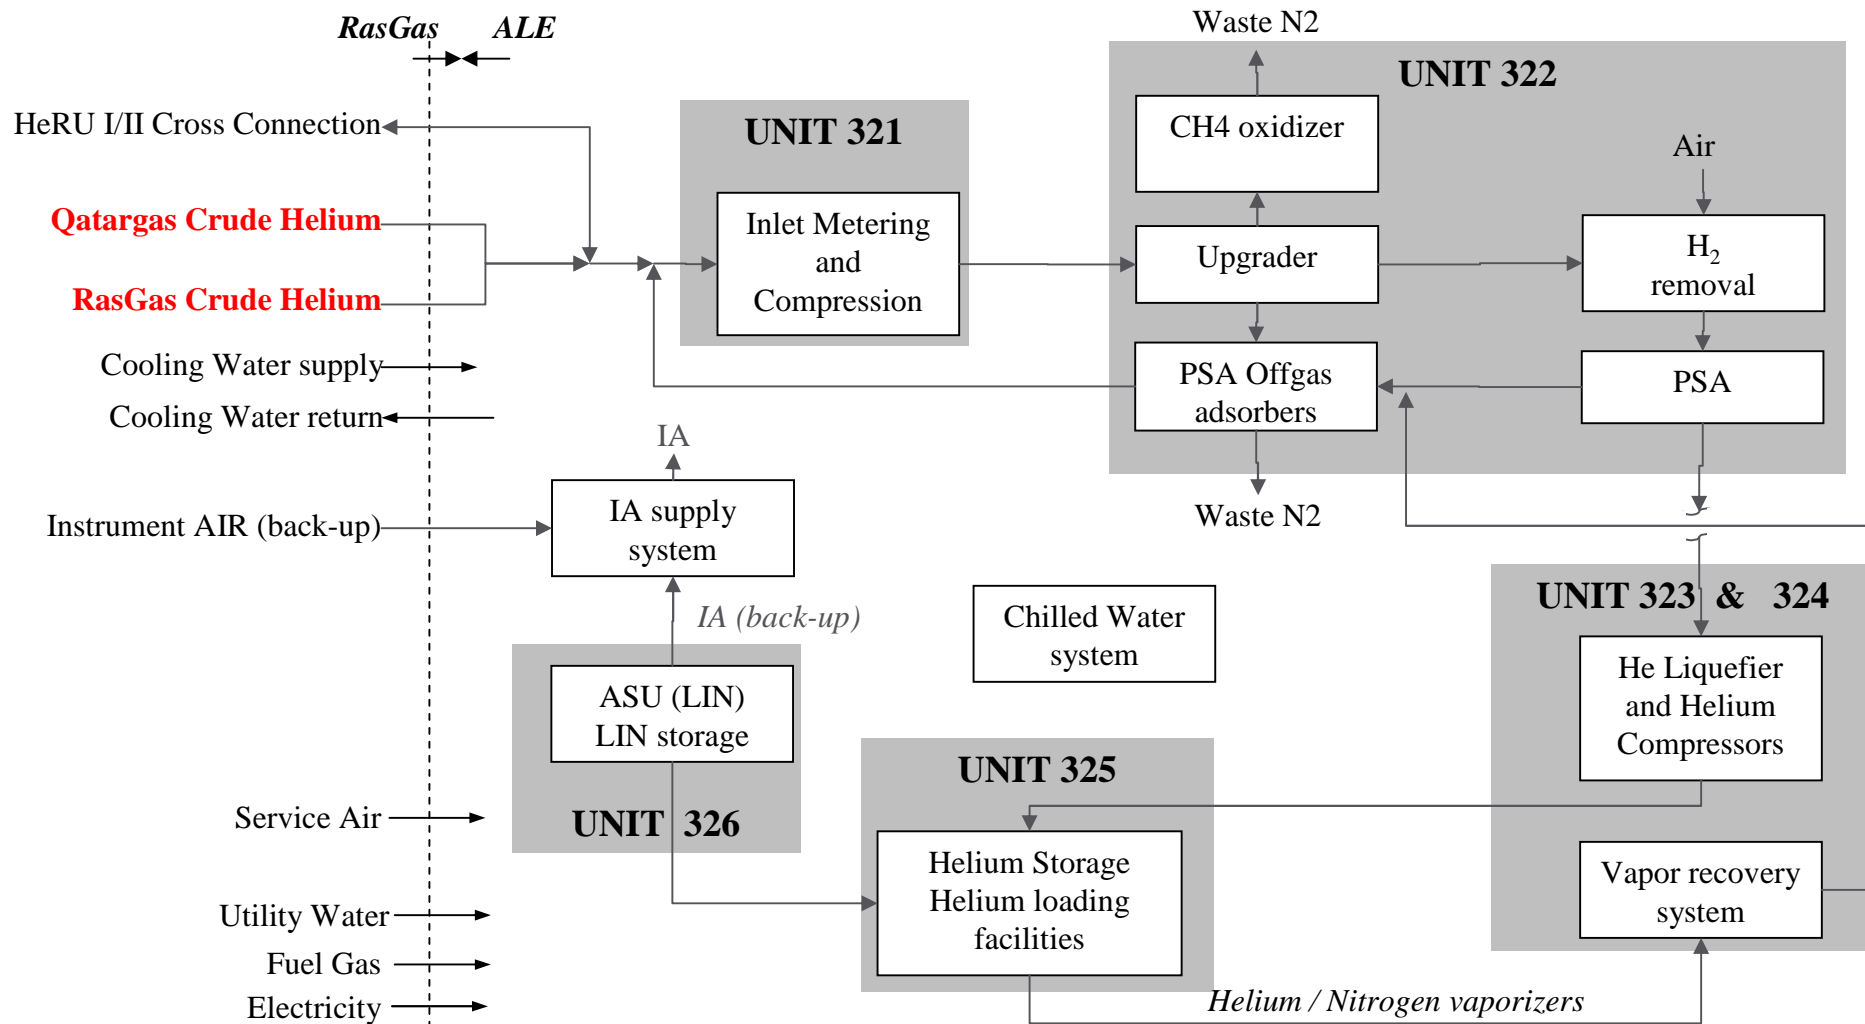 RasGas ALE
Waste N2
UNIT 322
HeRU I/II Cross Connection
UNIT 321
CH4 oxidizer
Air
Qatargas Crude Helium
RasGas Crude Helium
Inlet Metering
and
Compression
Upgrader
H2
removal
Cooling Water supply
Cooling Water return
PSA Offgas
adsorbers
PSA
IA
Instrument AIR (back-up)
IA supply
system
Waste N2
IA (back-up)
Chilled Water
system
UNIT 323 & 324
He Liquefier
and Helium
Compressors
ASU (LIN)
LIN storage
UNIT 326
UNIT 325
Service Air
Helium Storage
Helium loading
facilities
Vapor recovery
system
Utility Water
Fuel Gas
Electricity
Helium / Nitrogen vaporizers